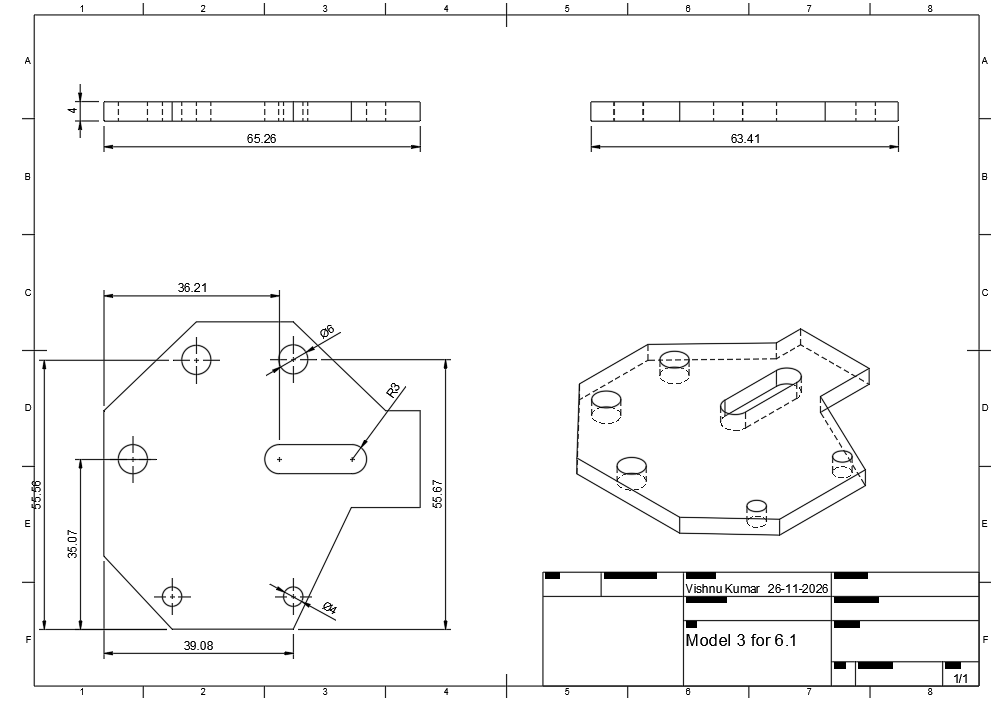 1 2 3 4 5 6 7 8
A A
4
65.26
63.41
B B
36.21
C C
Ø6
R3
D D
55.56
55.67
35.07
E E
Ø4
39.08
Vishnu Kumar 26-11-2026
Model 3 for 6.1
F F
1/1
1 2 3 4 5 6 7 8